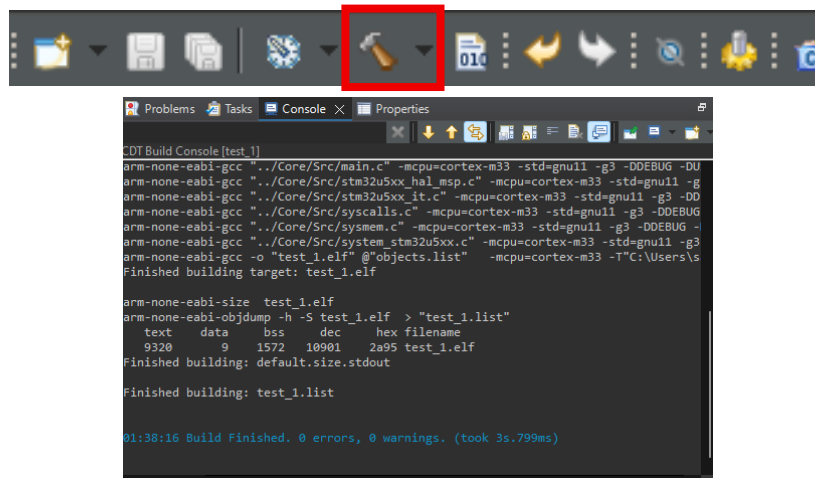 010
Problems Tasks Console Properties
CDT Build Console [test_1]
arm-none-eabi-gcc "../Core/Src/main.c" -mcpu=cortex-m33 -std=gnu11 -g3 -DDEBUG -DU
arm-none-eabi-gcc "../Core/Src/stm32u5xx_hal_msp.c" -mcpu=cortex-m33 -std=gnu11 -g
arm-none-eabi-gcc "../Core/Src/stm32u5xx_it.c" -mcpu=cortex-m33 -std=gnu11 -g3 -DD
arm-none-eabi-gcc "../Core/Src/syscalls.c" -mcpu=cortex-m33 -std=gnu11 -g3 -DDEBUG
arm-none-eabi-gcc "../Core/Src/sysmem.c" -mcpu=cortex-m33 -std=gnu11 -g3 -DDEBUG -
arm-none-eabi-gcc "../Core/Src/system_stm32u5xx.c" -mcpu=cortex-m33 -std=gnu11 -g3
arm-none-eabi-gcc -o "test_1.elf" @"objects.list" -mcpu=cortex-m33 -T"C:\Users\s
Finished building target: test_1.elf
arm-none-eabi-size test_1.elf
arm-none-eabi-objdump -h -S test_1.elf > "test_1.list"
text data bss dec hex filename
9320 9 1572 10901 2a95 test_1.elf
Finished building: default.size.stdout
Finished building: test_1.list
01:38:16 Build Finished. 0 errors, 0 warnings. (took 3s.799ms)